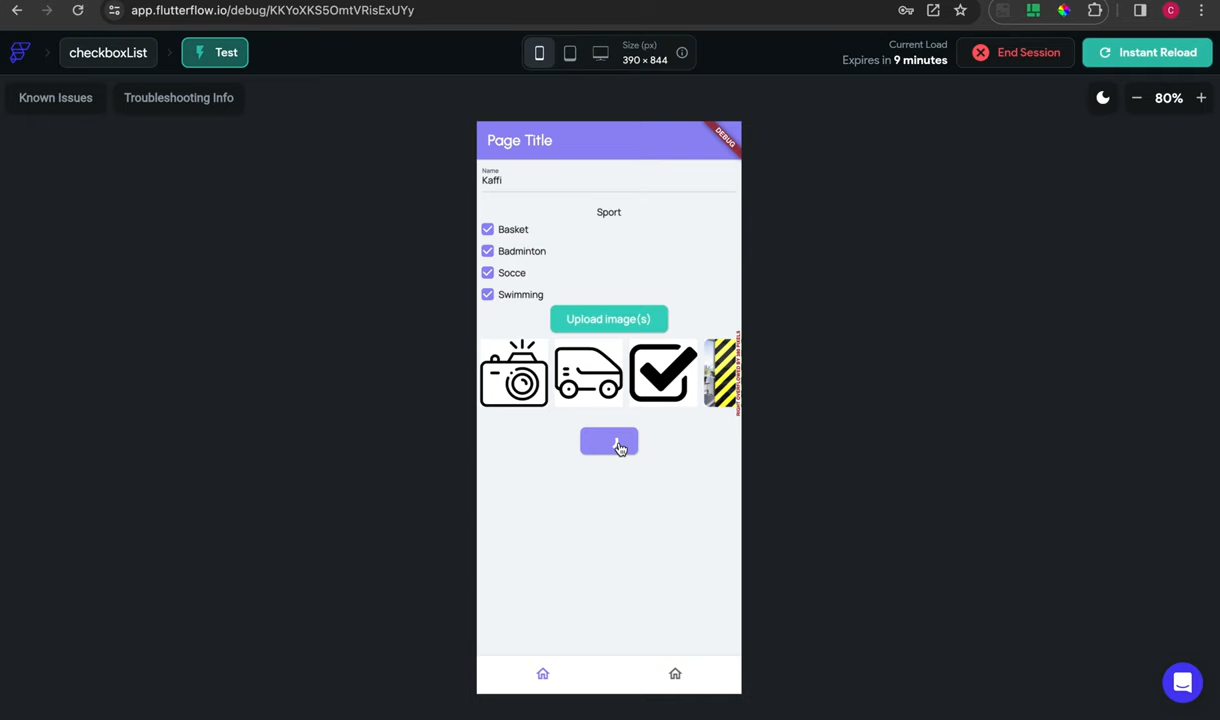 app.flutterflow.io/debug/KKYoXKS5OmtVRisExUYy
C
checkboxList
Test
Size (px)
390 × 844
Current Load
Expires in 9 minutes
End Session
Instant Reload
Known Issues
Troubleshooting Info
80%
Page Title
DEBUG
Name
Kaffi
Sport
Basket
Badminton
Socce
Swimming
Upload image(s)